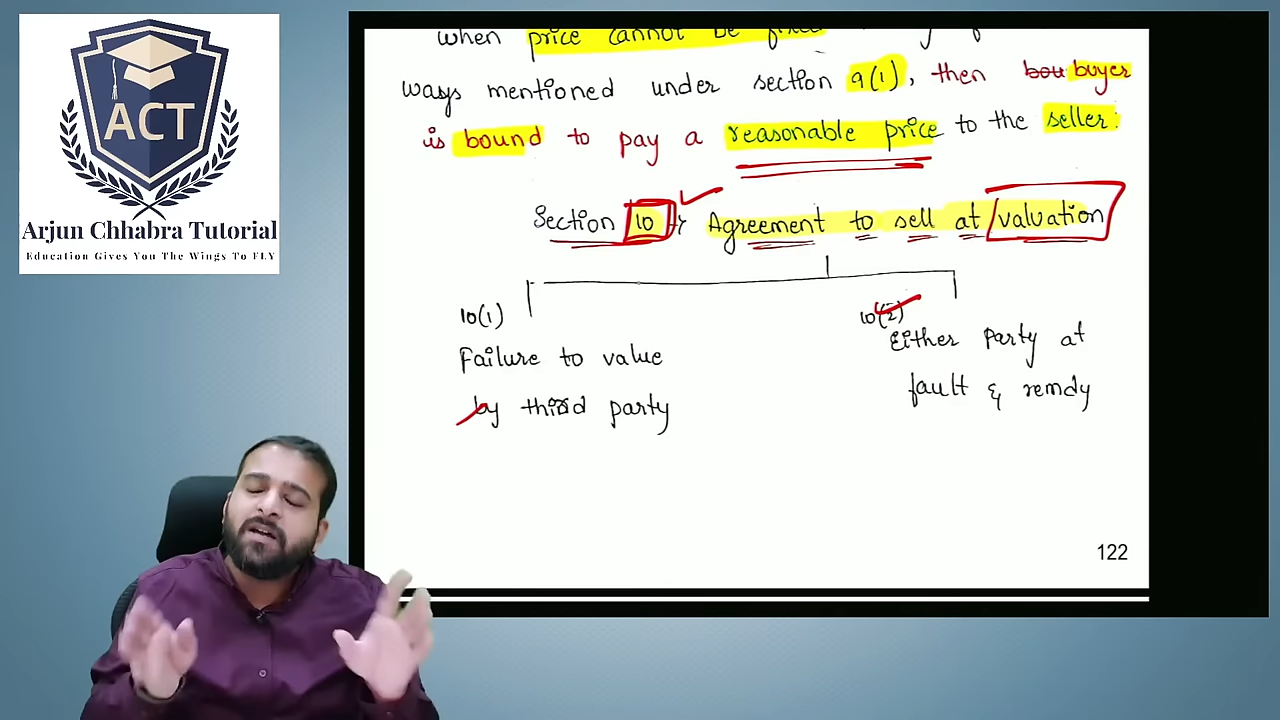 ACT
Arjun Chhabra Tutorial
Education Gives You The Wings To FLY
when price cannot be fixed
ways mentioned under section 9(1), then bou buyer
is bound to pay a reasonable price to the seller.
Section 10 → Agreement to sell at valuation
10(1)
Failure to value
by third party
10(2)
Either party at
fault & remdy
122